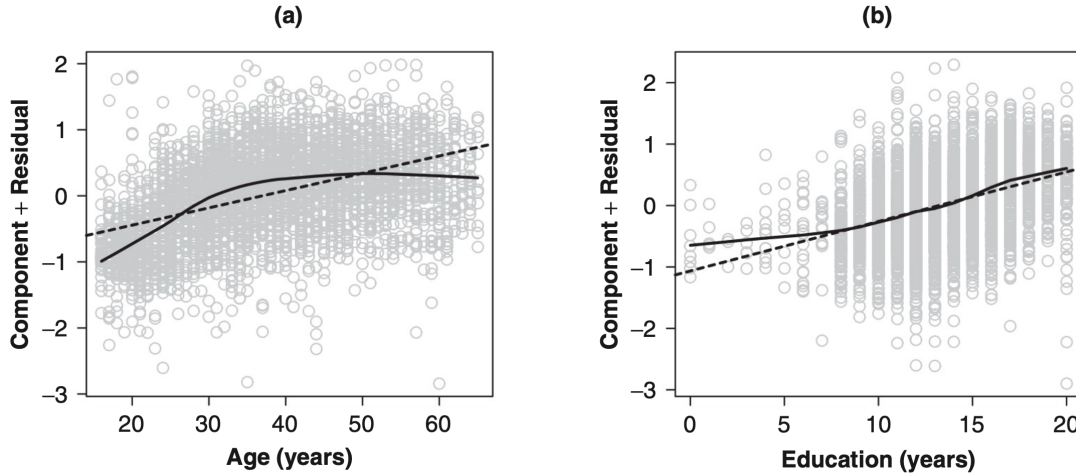 (a)
Component + Residual
2
1
0
−1
−2
−3
20 30 40 50 60
Age (years)
(b)
Component + Residual
2
1
0
−1
−2
−3
0 5 10 15 20
Education (years)